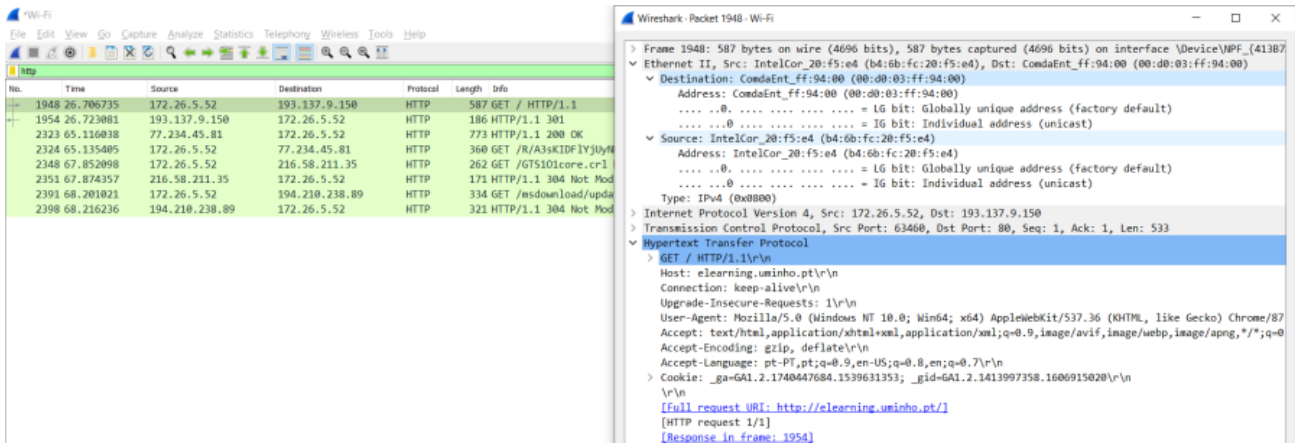 *Wi-Fi
File Edit View Go Capture Analyze Statistics Telephony Wireless Tools Help
http
No. Time Source Destination Protocol Length Info
1948 26.706735 172.26.5.52 193.137.9.150 HTTP 587 GET / HTTP/1.1
1954 26.723081 193.137.9.150 172.26.5.52 HTTP 186 HTTP/1.1 301
2323 65.116038 77.234.45.81 172.26.5.52 HTTP 773 HTTP/1.1 200 OK
2324 65.135405 172.26.5.52 77.234.45.81 HTTP 360 GET /R/A3sKIDFlYjUyN
2348 67.852098 172.26.5.52 216.58.211.35 HTTP 262 GET /GTS1O1core.crl
2351 67.874357 216.58.211.35 172.26.5.52 HTTP 171 HTTP/1.1 304 Not Mod
2391 68.201021 172.26.5.52 194.210.238.89 HTTP 334 GET /msdownload/upda
2398 68.216236 194.210.238.89 172.26.5.52 HTTP 321 HTTP/1.1 304 Not Mod
Wireshark · Packet 1948 · Wi-Fi
Frame 1948: 587 bytes on wire (4696 bits), 587 bytes captured (4696 bits) on interface \Device\NPF_{413B7
Ethernet II, Src: IntelCor_20:f5:e4 (b4:6b:fc:20:f5:e4), Dst: ComdaEnt_ff:94:00 (00:d0:03:ff:94:00)
Destination: ComdaEnt_ff:94:00 (00:d0:03:ff:94:00)
Address: ComdaEnt_ff:94:00 (00:d0:03:ff:94:00)
.... ..0. .... .... .... .... = LG bit: Globally unique address (factory default)
.... ...0 .... .... .... .... = IG bit: Individual address (unicast)
Source: IntelCor_20:f5:e4 (b4:6b:fc:20:f5:e4)
Address: IntelCor_20:f5:e4 (b4:6b:fc:20:f5:e4)
.... ..0. .... .... .... .... = LG bit: Globally unique address (factory default)
.... ...0 .... .... .... .... = IG bit: Individual address (unicast)
Type: IPv4 (0x0800)
Internet Protocol Version 4, Src: 172.26.5.52, Dst: 193.137.9.150
Transmission Control Protocol, Src Port: 63460, Dst Port: 80, Seq: 1, Ack: 1, Len: 533
Hypertext Transfer Protocol
GET / HTTP/1.1\r\n
Host: elearning.uminho.pt\r\n
Connection: keep-alive\r\n
Upgrade-Insecure-Requests: 1\r\n
User-Agent: Mozilla/5.0 (Windows NT 10.0; Win64; x64) AppleWebKit/537.36 (KHTML, like Gecko) Chrome/87
Accept: text/html,application/xhtml+xml,application/xml;q=0.9,image/avif,image/webp,image/apng,*/*;q=0
Accept-Encoding: gzip, deflate\r\n
Accept-Language: pt-PT,pt;q=0.9,en-US;q=0.8,en;q=0.7\r\n
Cookie: _ga=GA1.2.1740447684.1539631353; _gid=GA1.2.1413997358.1606915020\r\n
\r\n
[Full request URI: http://elearning.uminho.pt/]
[HTTP request 1/1]
[Response in frame: 1954]